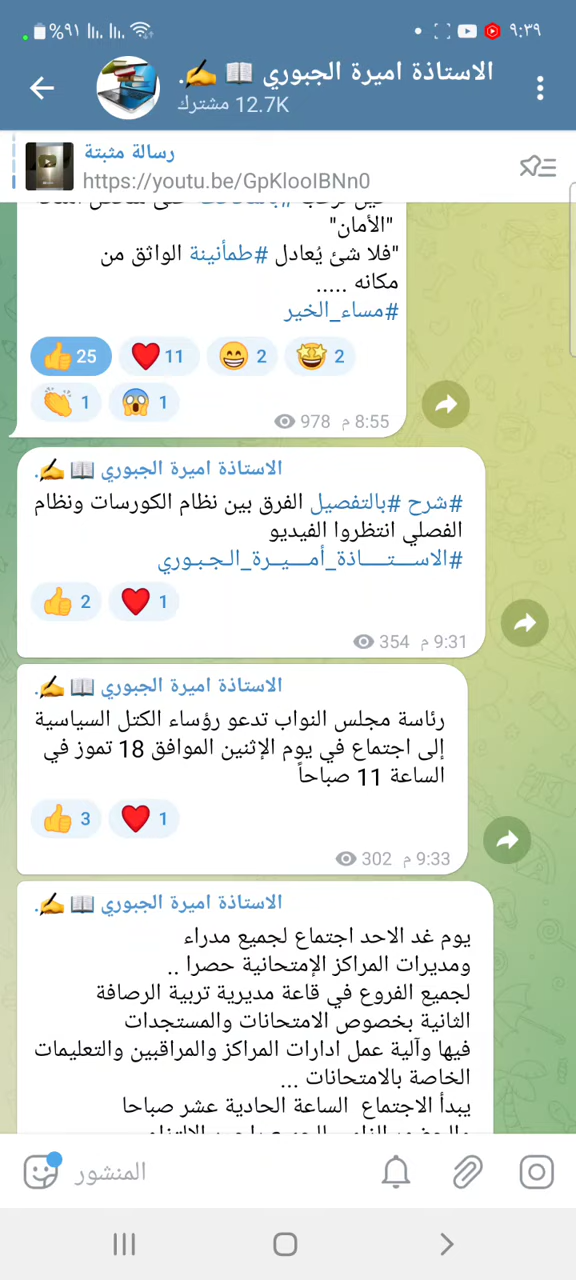 %٩١ ٩:٣٩
الاستاذة اميرة الجبوري 📖 ✍️.
12.7K مشترك
رسالة مثبتة
https://youtu.be/GpKlooIBNn0
"الأمان"
"فلا شئ يُعادل #طمأنينة الواثق من
مكانه .....
#مساء_الخير
👍 25 ❤️ 11 😁 2 🤩 2
👏 1 😱 1
978 8:55 م
الاستاذة اميرة الجبوري 📖 ✍️.
#شرح #بالتفصيل الفرق بين نظام الكورسات ونظام
الفصلي انتظروا الفيديو
#الاســـتـــــاذة_أمـــيـــرة_الـجـبـوري
👍 2 ❤️ 1
354 9:31 م
الاستاذة اميرة الجبوري 📖 ✍️.
رئاسة مجلس النواب تدعو رؤساء الكتل السياسية
إلى اجتماع في يوم الإثنين الموافق 18 تموز في
الساعة 11 صباحاً
👍 3 ❤️ 1
302 9:33 م
الاستاذة اميرة الجبوري 📖 ✍️.
يوم غد الاحد اجتماع لجميع مدراء
ومديرات المراكز الإمتحانية حصرا ..
لجميع الفروع في قاعة مديرية تربية الرصافة
الثانية بخصوص الامتحانات والمستجدات
فيها وآلية عمل ادارات المراكز والمراقبين والتعليمات
الخاصة بالامتحانات ...
يبدأ الاجتماع الساعة الحادية عشر صباحا
المنشور